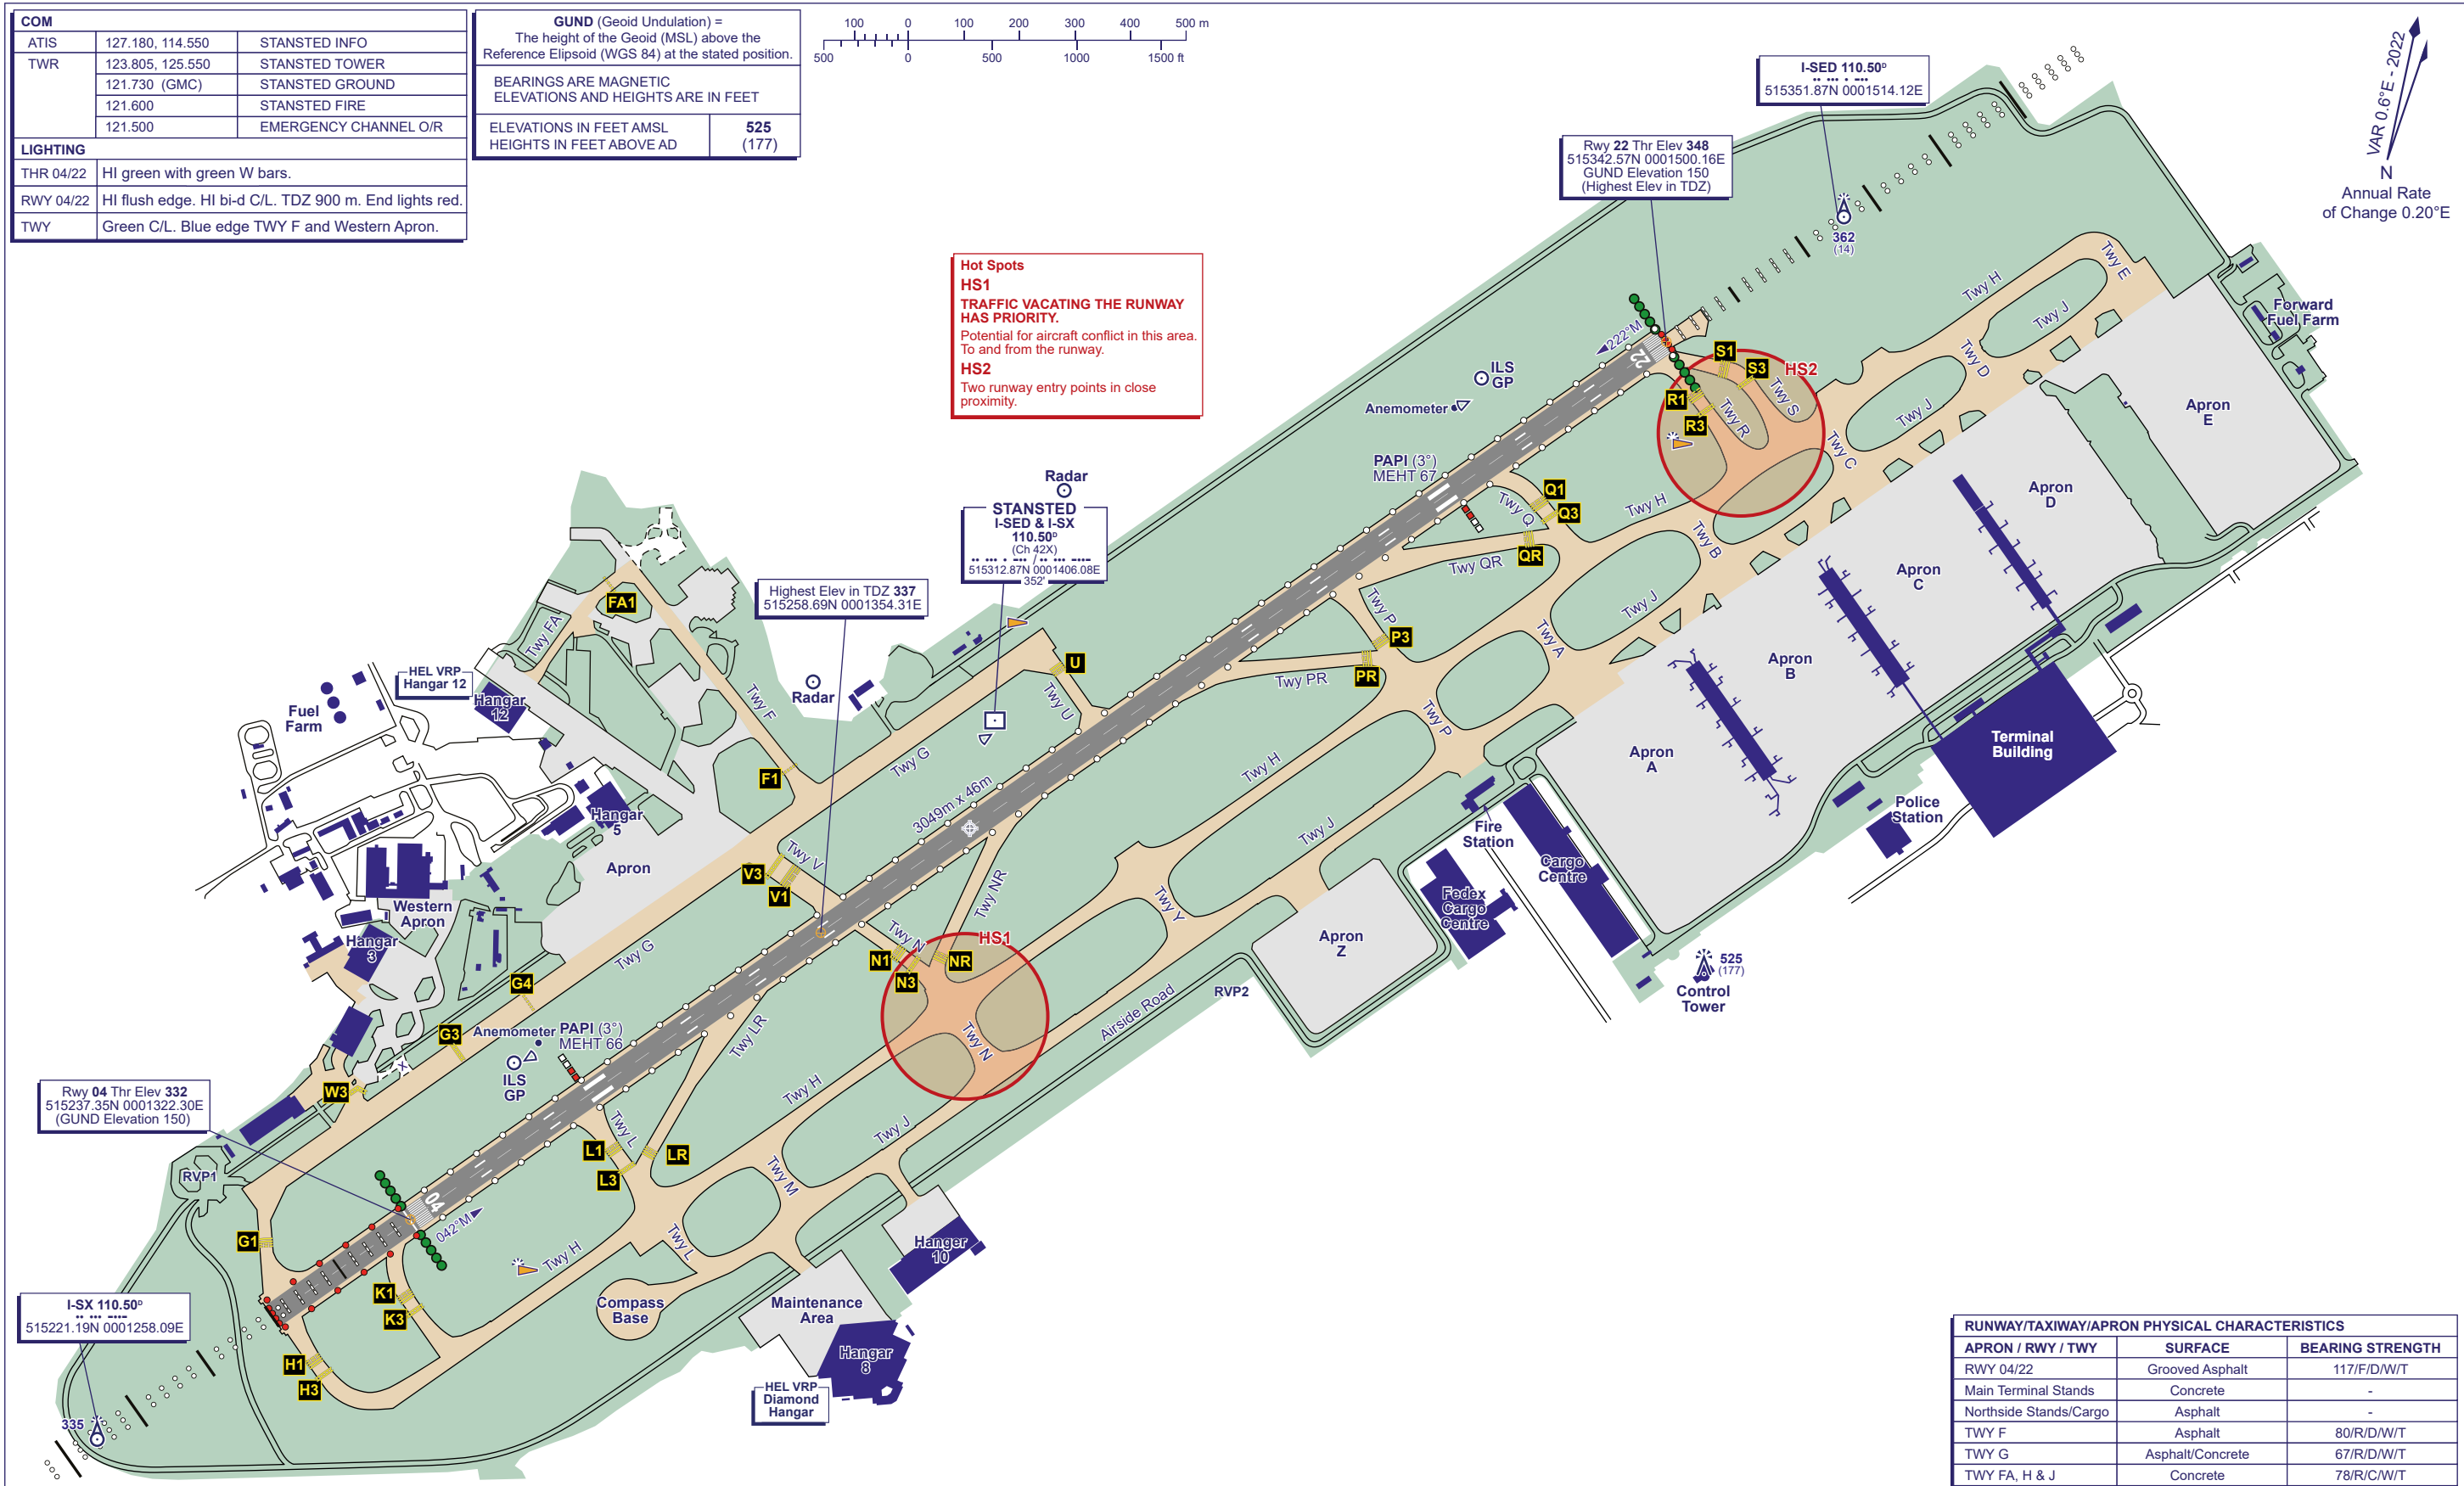 COM
ATIS 127.180, 114.550 STANSTED INFO
TWR 123.805, 125.550 STANSTED TOWER
121.730 (GMC) STANSTED GROUND
121.600 STANSTED FIRE
121.500 EMERGENCY CHANNEL O/R
LIGHTING
THR 04/22 HI green with green W bars.
RWY 04/22 HI flush edge. HI bi-d C/L. TDZ 900 m. End lights red.
TWY Green C/L. Blue edge TWY F and Western Apron.
GUND (Geoid Undulation) =
The height of the Geoid (MSL) above the
Reference Elipsoid (WGS 84) at the stated position.
BEARINGS ARE MAGNETIC
ELEVATIONS AND HEIGHTS ARE IN FEET
ELEVATIONS IN FEET AMSL 525
HEIGHTS IN FEET ABOVE AD (177)
100 0 100 200 300 400 500 m
500 0 500 1000 1500 ft
VAR 0.6°E - 2022
N
Annual Rate
of Change 0.20°E
I-SED 110.50ᴰ
515351.87N 0001514.12E
Rwy 22 Thr Elev 348
515342.57N 0001500.16E
GUND Elevation 150
(Highest Elev in TDZ)
362
(14)
Hot Spots
HS1
TRAFFIC VACATING THE RUNWAY
HAS PRIORITY.
Potential for aircraft conflict in this area.
To and from the runway.
HS2
Two runway entry points in close
proximity.
Twy E
Twy H
Twy J
Twy D
Forward
Fuel Farm
222°M
22
S1
S3
HS2
Twy S
R1
R3
Twy R
Twy J
Twy C
Apron
E
ILS
GP
Anemometer
PAPI (3°)
MEHT 67
Q1
Q3
Twy Q
QR
Twy QR
Twy H
Twy B
Apron
D
Apron
C
Radar
STANSTED
I-SED & I-SX
110.50ᴰ
(Ch 42X)
515312.87N 0001406.08E
352'
Highest Elev in TDZ 337
515258.69N 0001354.31E
FA1
Twy FA
Twy F
HEL VRP
Hangar 12
Hangar
12
Fuel
Farm
Radar
U
Twy U
Twy P
P3
PR
Twy PR
Twy A
Twy J
Apron
B
Twy P
Apron
A
Terminal
Building
F1
Twy G
3049m x 46m
Twy H
Twy J
Hangar
5
Apron
V3
V1
Twy V
Twy NR
Fire
Station
Cargo
Centre
Police
Station
Fedex
Cargo
Centre
Western
Apron
Hangar
3
Twy G
G4
G3
Twy N
N1
N3
NR
HS1
Twy N
Twy Y
Apron
Z
RVP2
Airside Road
525
(177)
Control
Tower
Anemometer
PAPI (3°)
MEHT 66
ILS
GP
Twy LR
W3
X
Rwy 04 Thr Elev 332
515237.35N 0001322.30E
(GUND Elevation 150)
RVP1
Twy H
Twy J
Twy L
L1
L3
LR
Twy M
04
042°M
G1
Twy H
Twy L
Hanger
10
K1
K3
Compass
Base
Maintenance
Area
Hangar
8
H1
H3
I-SX 110.50ᴰ
515221.19N 0001258.09E
335
HEL VRP
Diamond
Hangar
RUNWAY/TAXIWAY/APRON PHYSICAL CHARACTERISTICS
APRON / RWY / TWY SURFACE BEARING STRENGTH
RWY 04/22 Grooved Asphalt 117/F/D/W/T
Main Terminal Stands Concrete -
Northside Stands/Cargo Asphalt -
TWY F Asphalt 80/R/D/W/T
TWY G Asphalt/Concrete 67/R/D/W/T
TWY FA, H & J Concrete 78/R/C/W/T